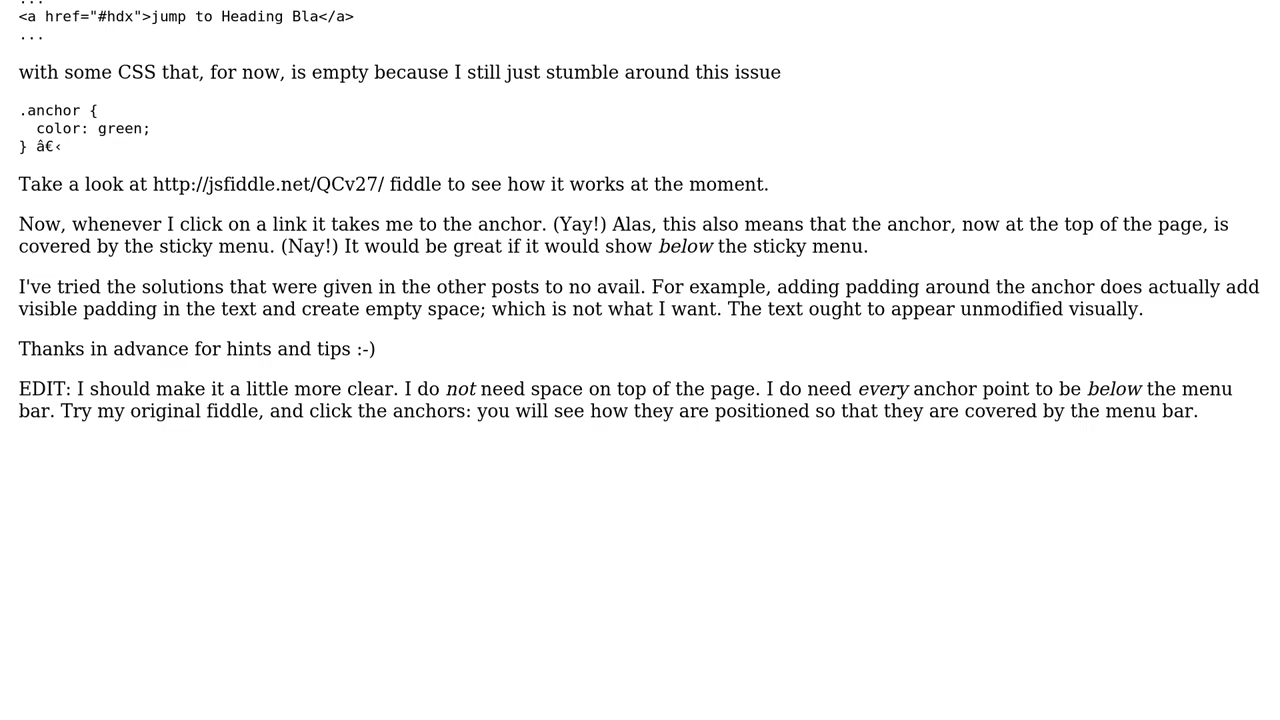 ...
<a href="#hdx">jump to Heading Bla</a>
...
with some CSS that, for now, is empty because I still just stumble around this issue
.anchor {
  color: green;
} â€‹
Take a look at http://jsfiddle.net/QCv27/ fiddle to see how it works at the moment.
Now, whenever I click on a link it takes me to the anchor. (Yay!) Alas, this also means that the anchor, now at the top of the page, is
covered by the sticky menu. (Nay!) It would be great if it would show below the sticky menu.
I've tried the solutions that were given in the other posts to no avail. For example, adding padding around the anchor does actually add
visible padding in the text and create empty space; which is not what I want. The text ought to appear unmodified visually.
Thanks in advance for hints and tips :-)
EDIT: I should make it a little more clear. I do not need space on top of the page. I do need every anchor point to be below the menu
bar. Try my original fiddle, and click the anchors: you will see how they are positioned so that they are covered by the menu bar.